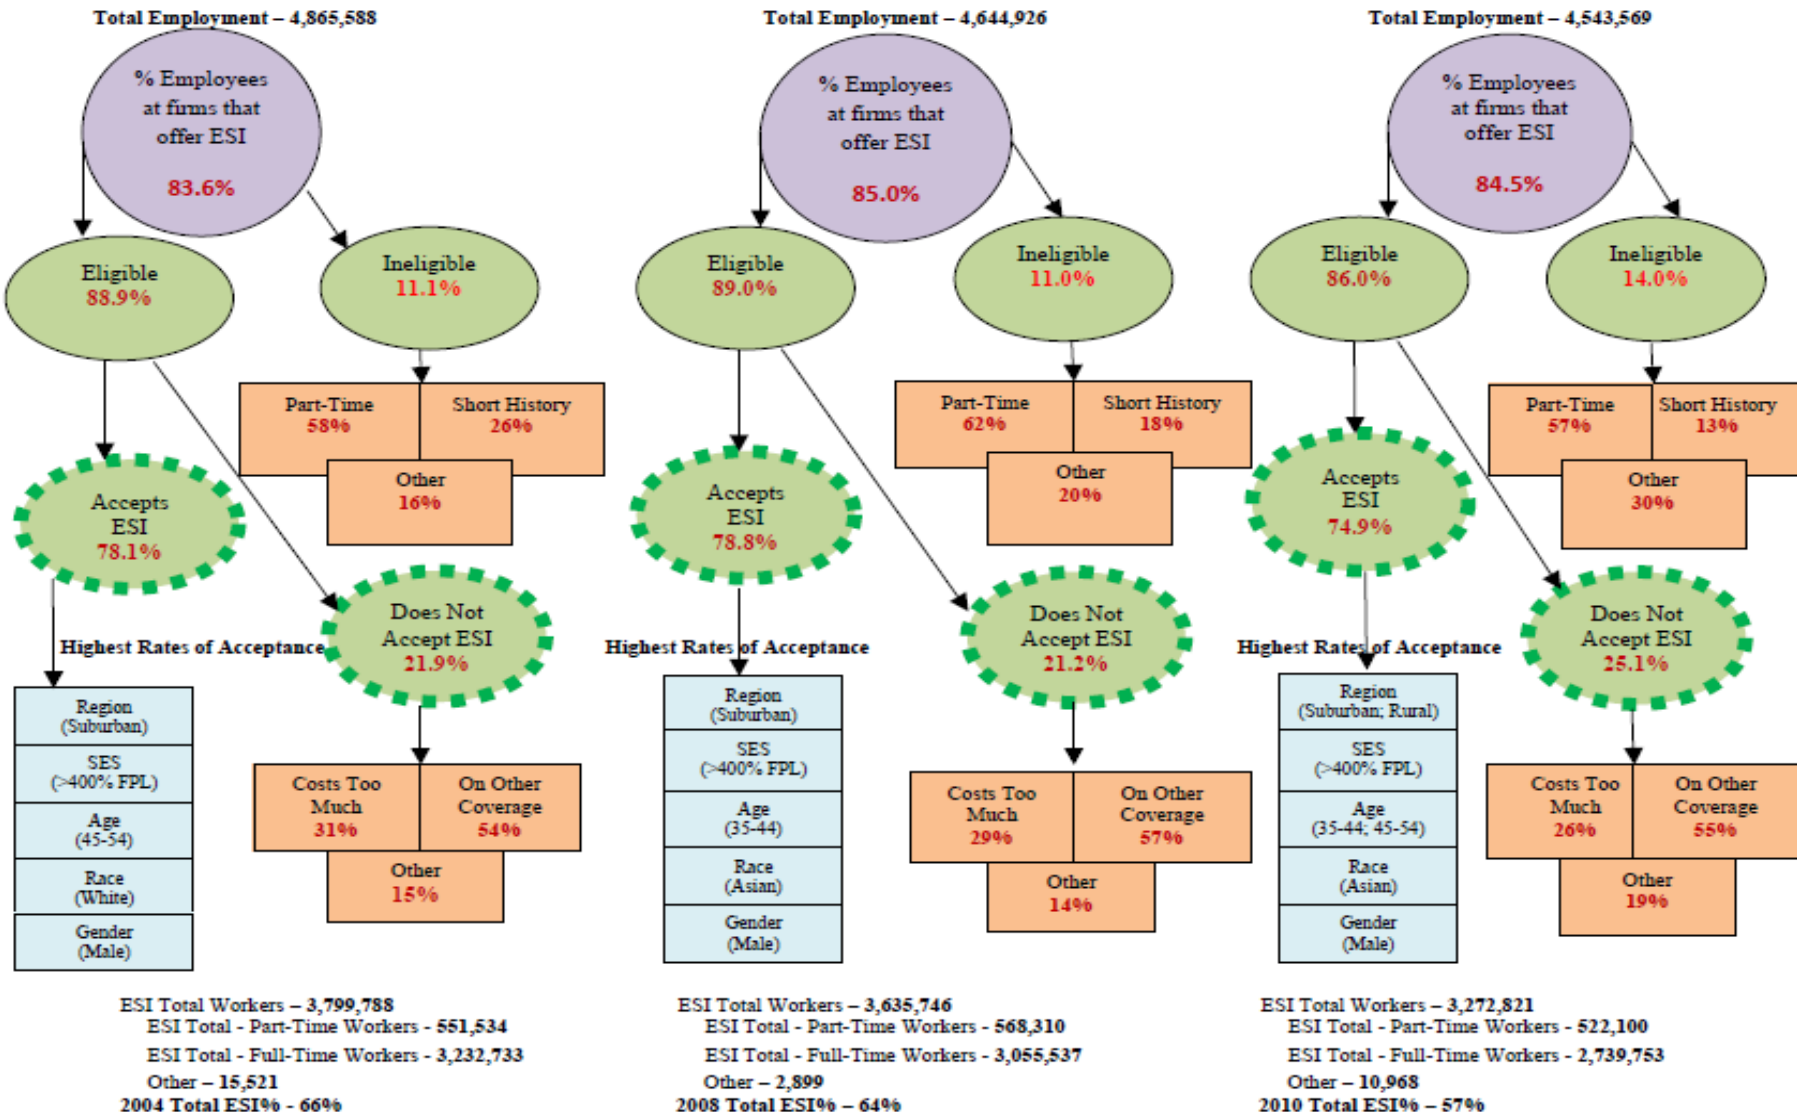 Total Employment – 4,865,588
% Employees
at firms that
offer ESI
83.6%
Eligible
88.9%
Ineligible
11.1%
Part-Time
58%
Short History
26%
Other
16%
Accepts
ESI
78.1%
Does Not
Accept ESI
21.9%
Highest Rates of Acceptance
Region
(Suburban)
SES
(>400% FPL)
Age
(45-54)
Race
(White)
Gender
(Male)
Costs Too
Much
31%
On Other
Coverage
54%
Other
15%
ESI Total Workers – 3,799,788
ESI Total - Part-Time Workers - 551,534
ESI Total - Full-Time Workers - 3,232,733
Other – 15,521
2004 Total ESI% - 66%
Total Employment – 4,644,926
% Employees
at firms that
offer ESI
85.0%
Eligible
89.0%
Ineligible
11.0%
Part-Time
62%
Short History
18%
Other
20%
Accepts
ESI
78.8%
Does Not
Accept ESI
21.2%
Highest Rates of Acceptance
Region
(Suburban)
SES
(>400% FPL)
Age
(35-44)
Race
(Asian)
Gender
(Male)
Costs Too
Much
29%
On Other
Coverage
57%
Other
14%
ESI Total Workers – 3,635,746
ESI Total - Part-Time Workers - 568,310
ESI Total - Full-Time Workers - 3,055,537
Other – 2,899
2008 Total ESI% – 64%
Total Employment – 4,543,569
% Employees
at firms that
offer ESI
84.5%
Eligible
86.0%
Ineligible
14.0%
Part-Time
57%
Short History
13%
Other
30%
Accepts
ESI
74.9%
Does Not
Accept ESI
25.1%
Highest Rates of Acceptance
Region
(Suburban; Rural)
SES
(>400% FPL)
Age
(35-44; 45-54)
Race
(Asian)
Gender
(Male)
Costs Too
Much
26%
On Other
Coverage
55%
Other
19%
ESI Total Workers – 3,272,821
ESI Total - Part-Time Workers - 522,100
ESI Total - Full-Time Workers - 2,739,753
Other – 10,968
2010 Total ESI% – 57%